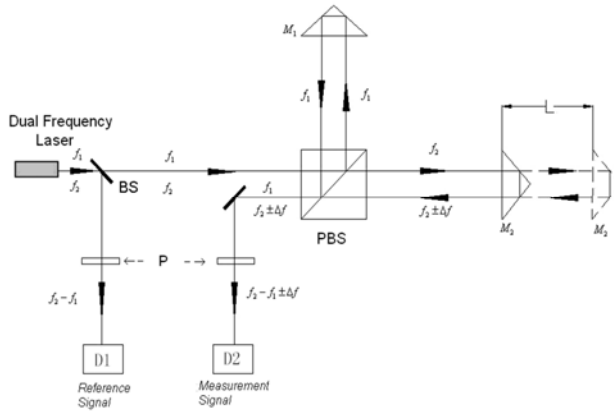 M₁
f₁
f₁
L
Dual Frequency
Laser
f₁
f₂
BS
f₁
f₂
f₂
f₁
f₂±Δf
f₂±Δf
PBS
M₂
M₂
P
f₂−f₁
f₂−f₁±Δf
D1
D2
Reference
Signal
Measurement
Signal